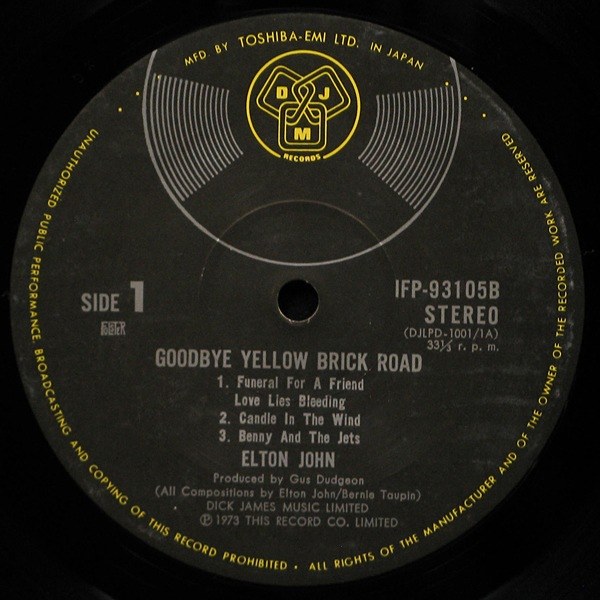 MFD. BY TOSHIBA-EMI LTD. IN JAPAN
DJM
RECORDS
SIDE 1
IFP-93105B
STEREO
(DJLPD-1001/1A)
33⅓ r. p. m.
GOODBYE YELLOW BRICK ROAD
1. Funeral For A Friend
Love Lies Bleeding
2. Candle In The Wind
3. Benny And The Jets
ELTON JOHN
Produced by Gus Dudgeon
(All Compositions by Elton John/Bernie Taupin)
DICK JAMES MUSIC LIMITED
Ⓟ 1973 THIS RECORD CO. LIMITED
UNAUTHORIZED PUBLIC PERFORMANCE, BROADCASTING AND COPYING OF THIS RECORD PROHIBITED • ALL RIGHTS OF THE MANUFACTURER AND OF THE OWNER OF THE RECORDED WORK ARE RESERVED